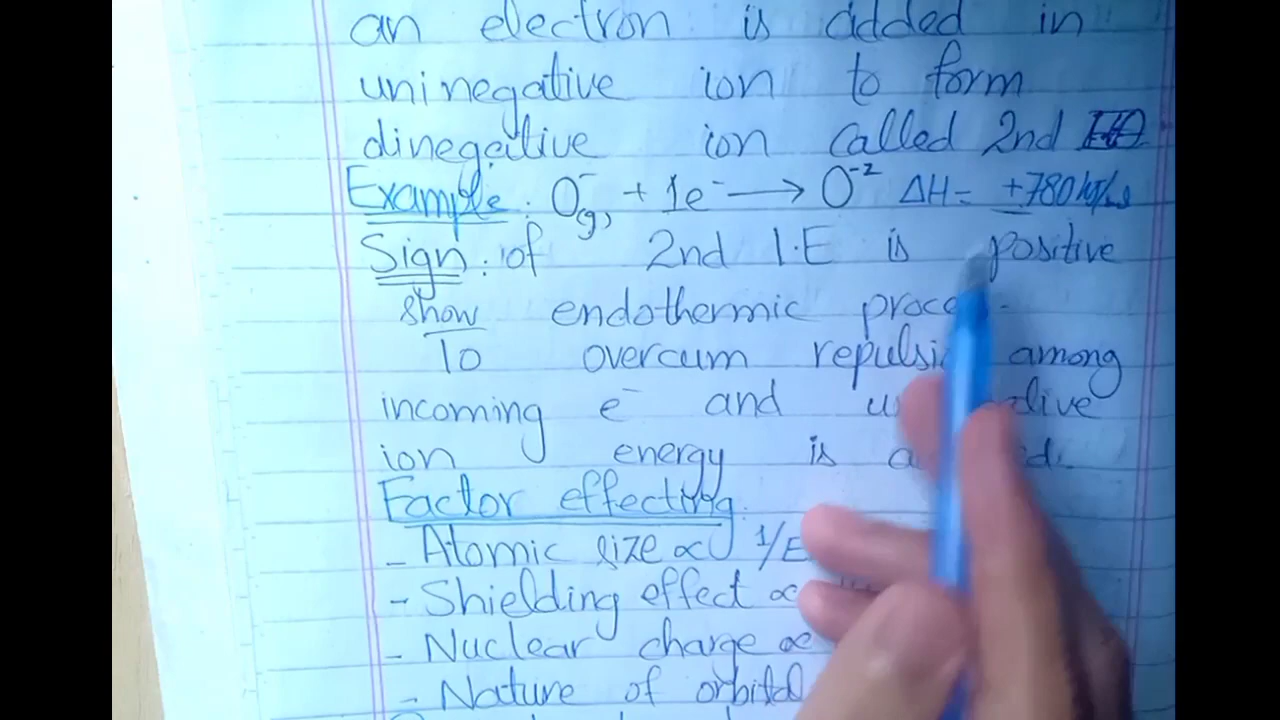 an electron is added in
uninegative ion to form
dinegative ion called 2nd
Example: O⁻(g) + 1e⁻ → O⁻² ΔH = +780
Sign: of 2nd I.E is positive
show endothermic
To overcum among
incoming e⁻ and
ion energy is
Factor effecting.
- Atomic size ∝ 1/E
- Shielding effect ∝
- Nuclear charge ∝
- Nature of orbital